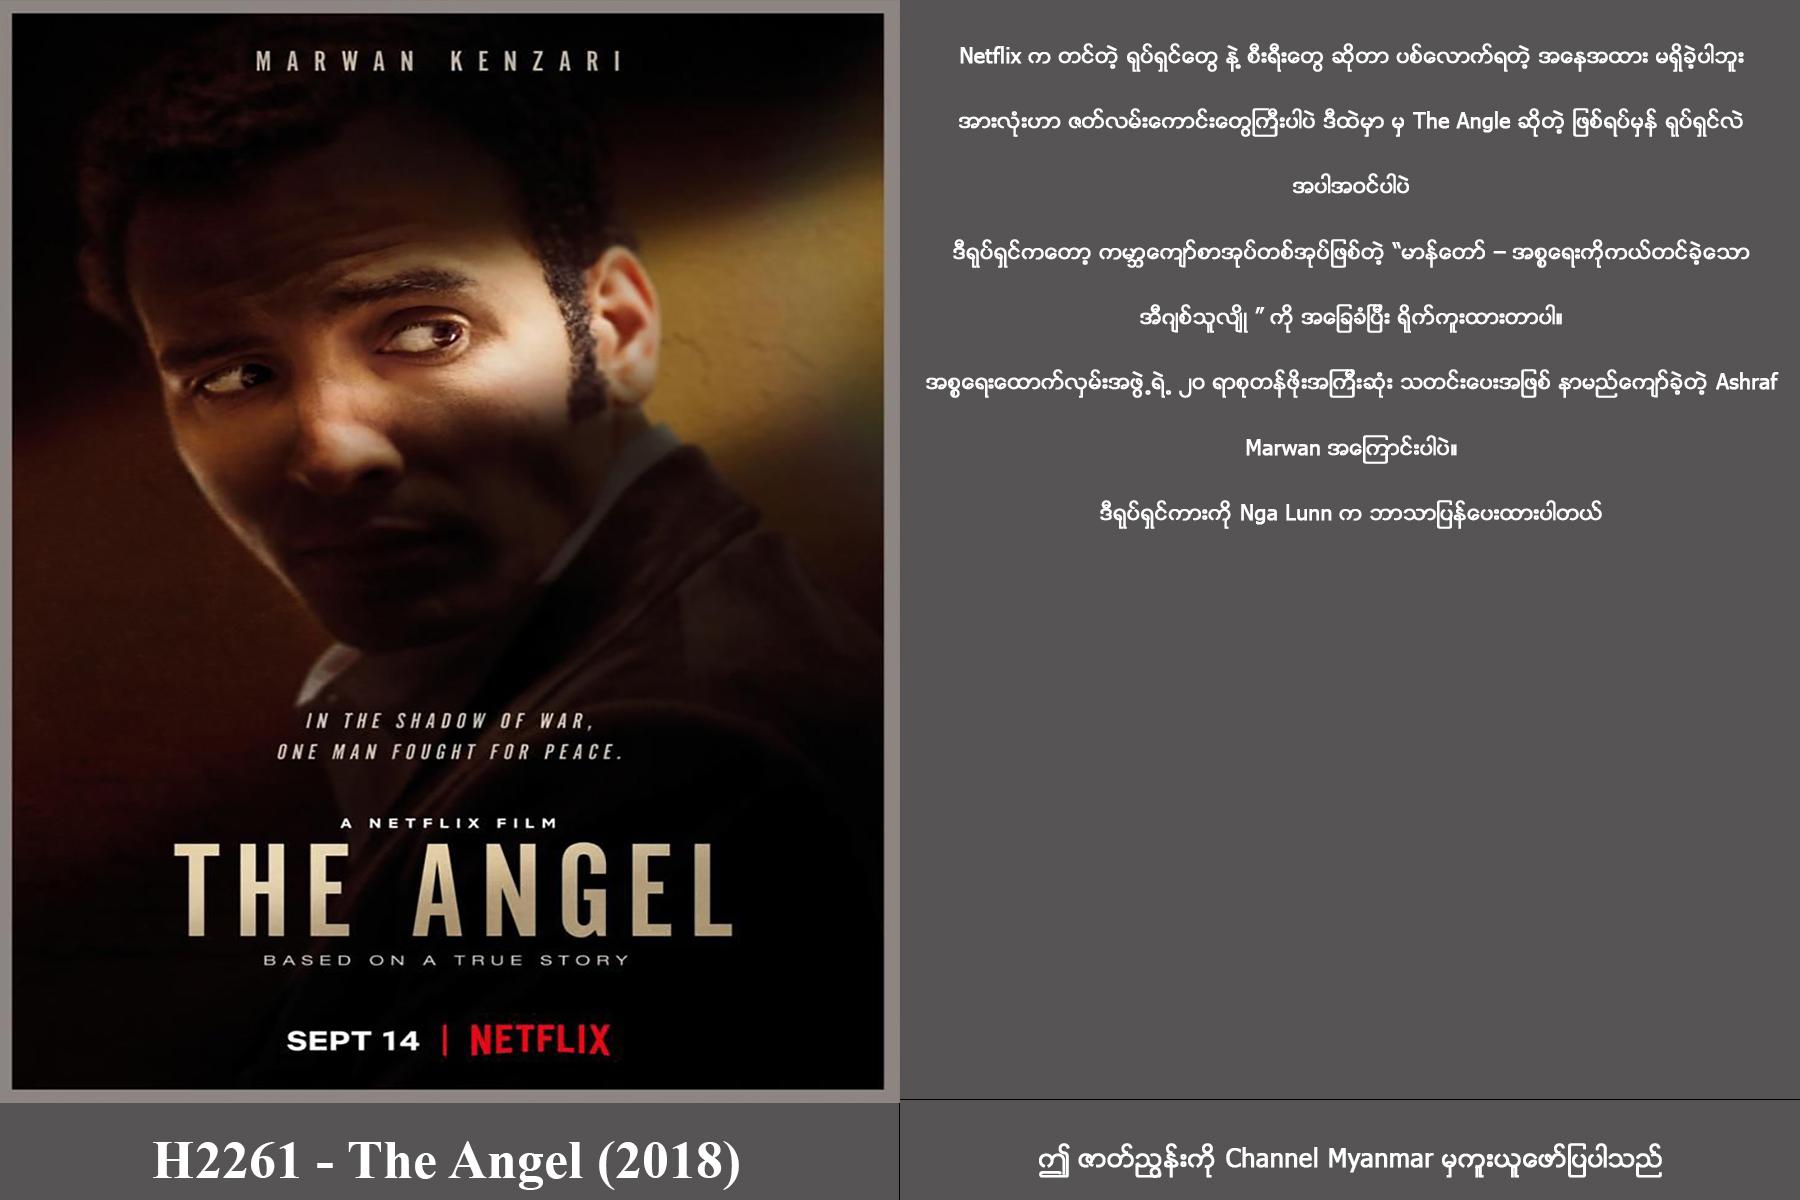 MARWAN KENZARI
IN THE SHADOW OF WAR,
ONE MAN FOUGHT FOR PEACE.
A NETFLIX FILM
THE ANGEL
BASED ON A TRUE STORY
SEPT 14 | NETFLIX
H2261 - The Angel (2018)
Netflix က တင်တဲ့ ရုပ်ရှင်တွေ နဲ့ စီးရီးတွေ ဆိုတာ ပစ်လောက်ရတဲ့ အနေအထား မရှိခဲ့ပါဘူး
အားလုံးဟာ ဇတ်လမ်းကောင်းတွေကြီးပါပဲ ဒီထဲမှာ မှ The Angle ဆိုတဲ့ ဖြစ်ရပ်မှန် ရုပ်ရှင်လဲ
အပါအဝင်ပါပဲ
ဒီရုပ်ရှင်ကတော့ ကမ္ဘာကျော်စာအုပ်တစ်အုပ်ဖြစ်တဲ့ “မာန်တော် – အစ္စရေးကိုကယ်တင်ခဲ့သော
အီဂျစ်သူလျှို ” ကို အခြေခံပြီး ရိုက်ကူးထားတာပါ။
အစ္စရေးထောက်လှမ်းအဖွဲ့ရဲ့ ၂၀ ရာစုတန်ဖိုးအကြီးဆုံး သတင်းပေးအဖြစ် နာမည်ကျော်ခဲ့တဲ့ Ashraf
Marwan အကြောင်းပါပဲ။
ဒီရုပ်ရှင်ကားကို Nga Lunn က ဘာသာပြန်ပေးထားပါတယ်
ဤ ဇာတ်ညွှန်းကို Channel Myanmar မှကူးယူဖော်ပြပါသည်